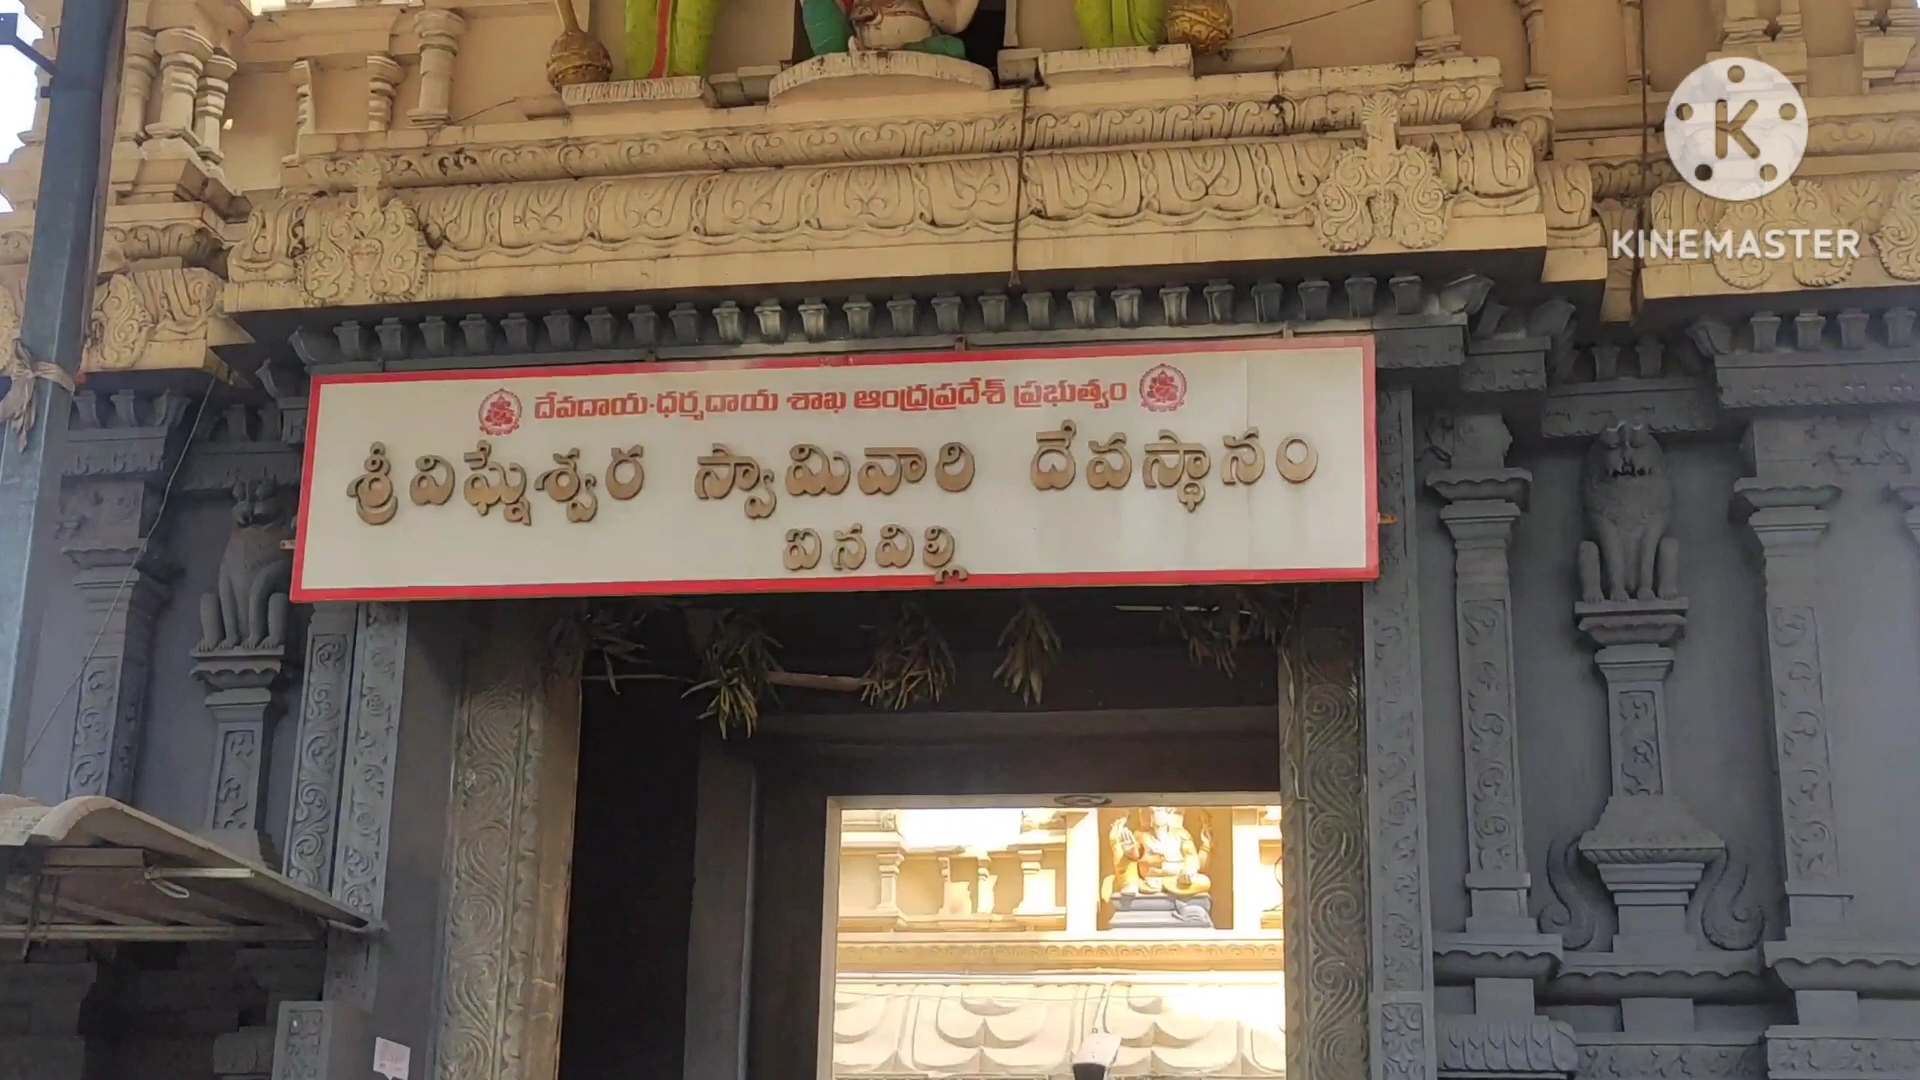 K
KINEMASTER
దేవదాయ-ధర్మదాయ శాఖ ఆంధ్రప్రదేశ్ ప్రభుత్వం
శ్రీ విఘ్నేశ్వర స్వామివారి దేవస్థానం
ఐనవిల్లి